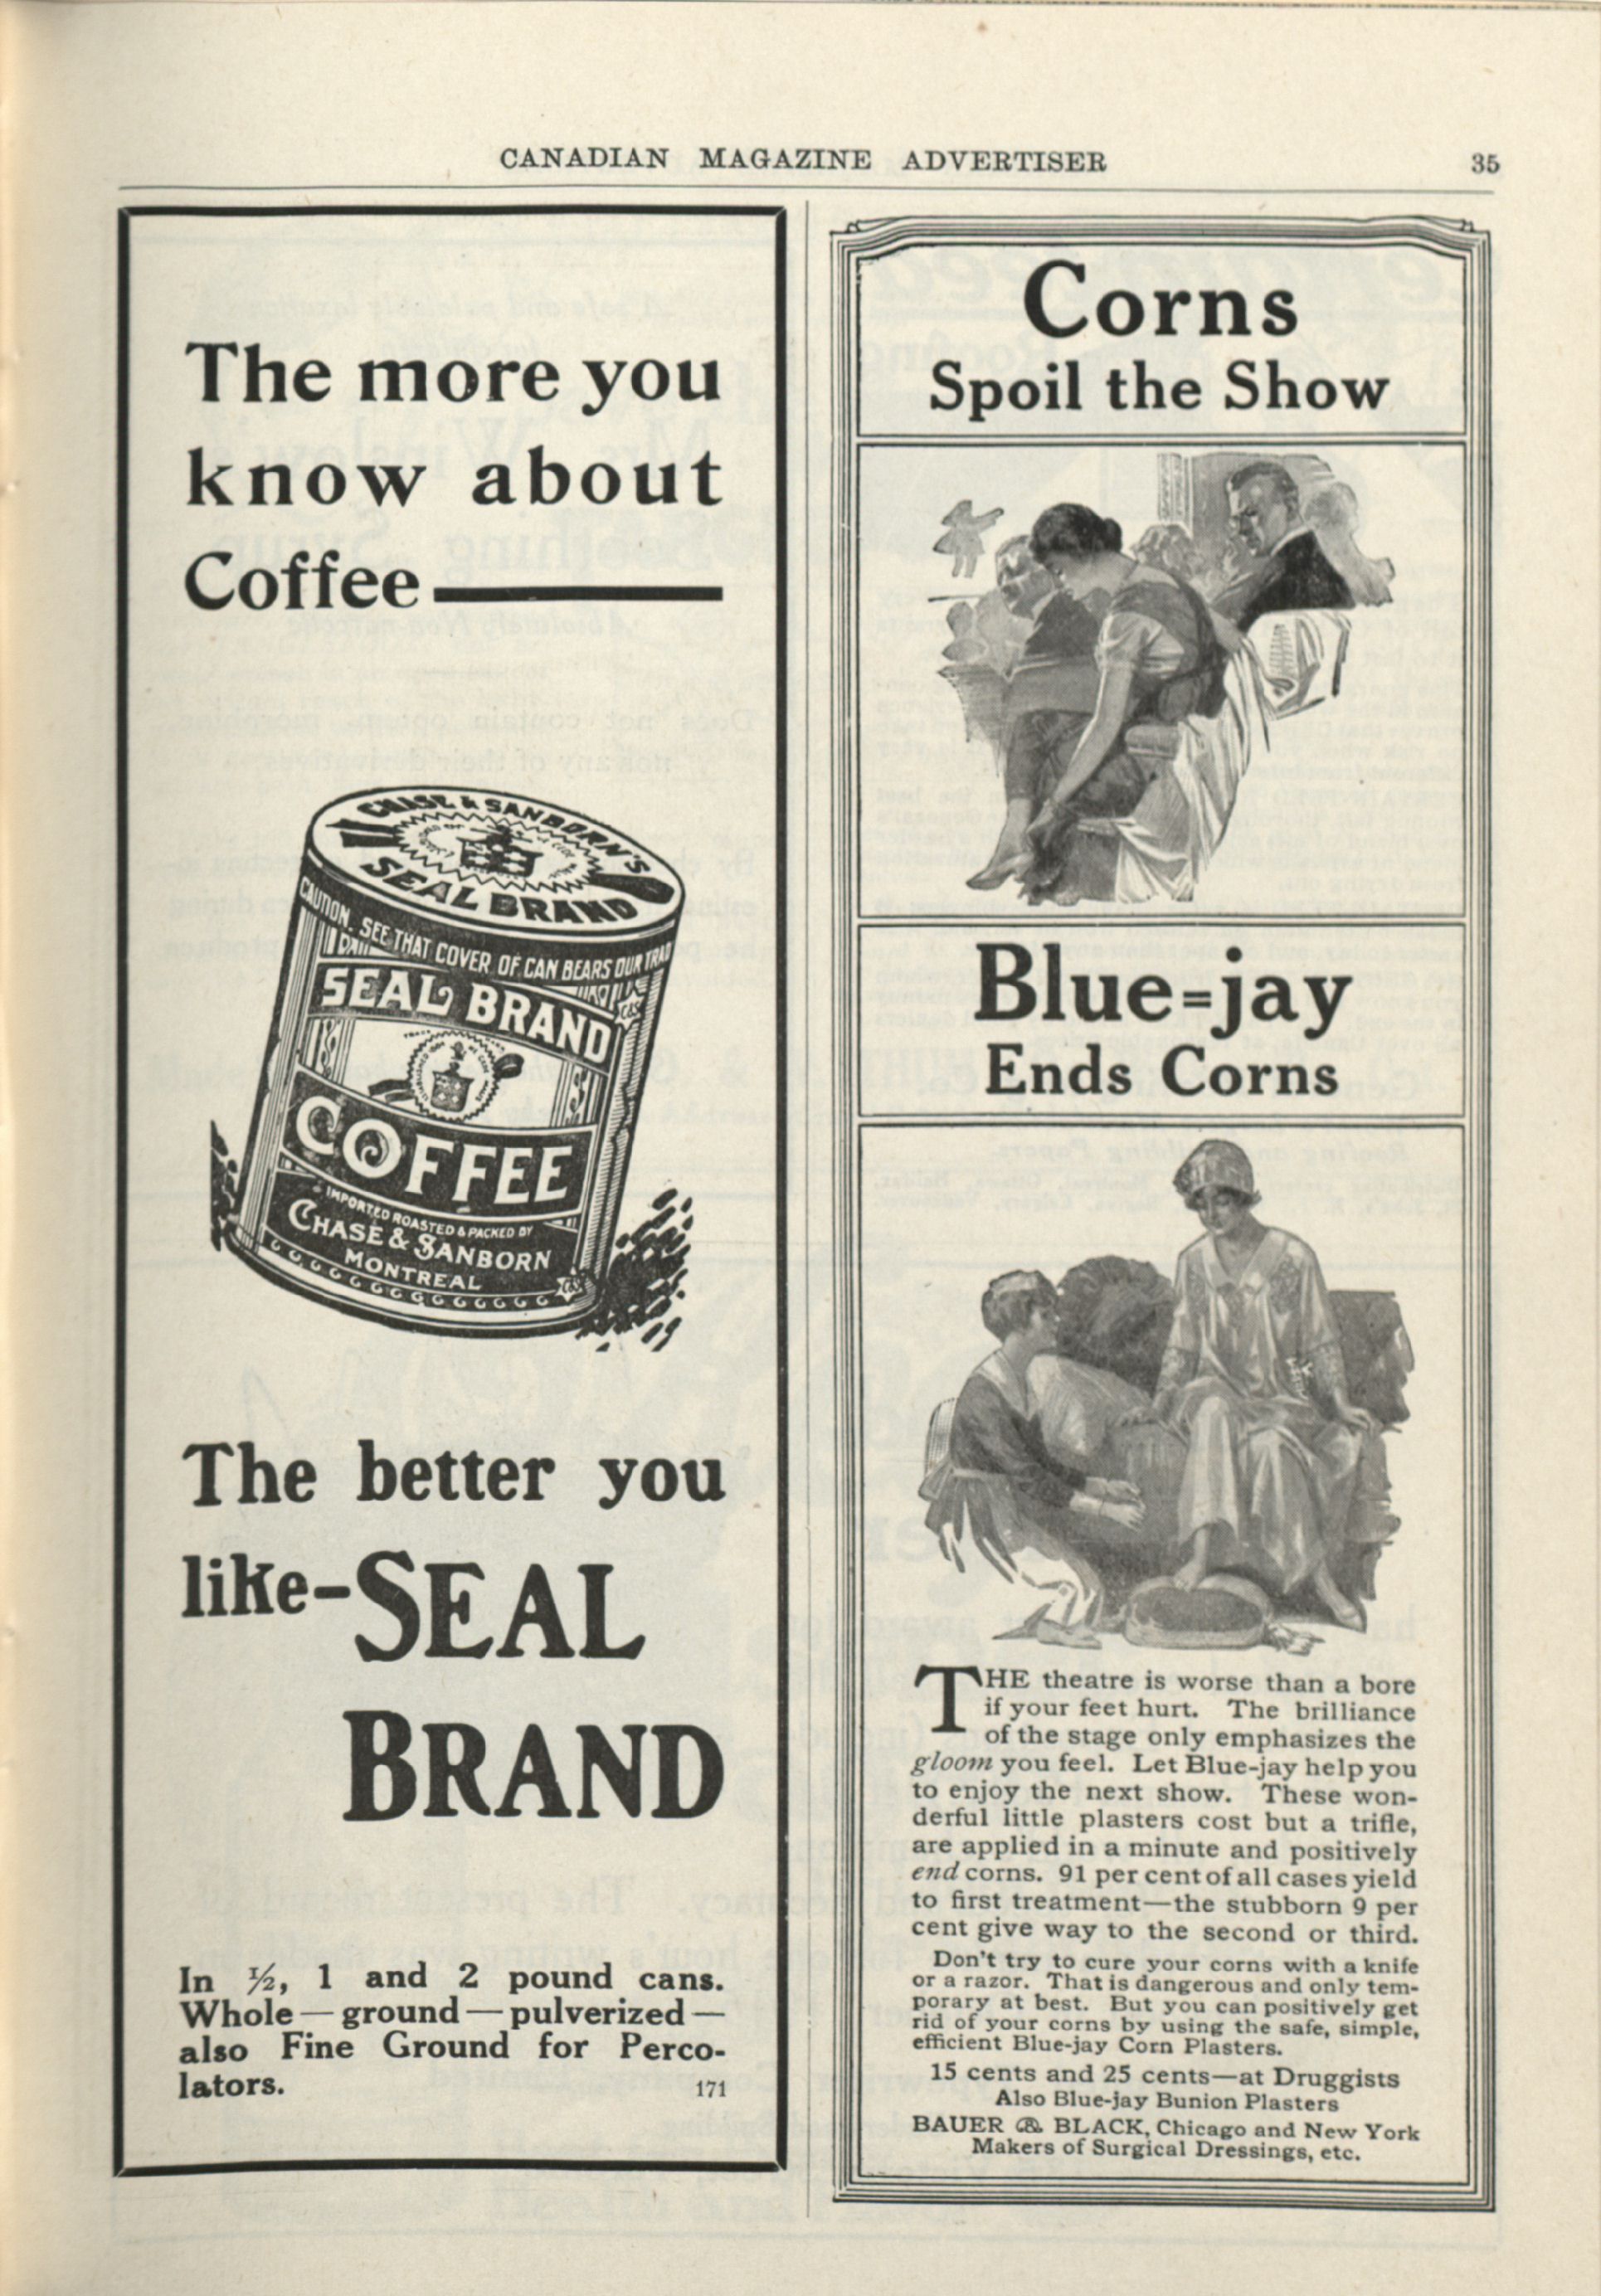 CANADIAN MAGAZINE ADVERTISER 35
The more you
know about
Coffee
CHASE & SANBORN'S
SEAL BRAND
CAUTION. SEE THAT COVER OF CAN BEARS OUR TRADE
SEAL BRAND
C&S
COFFEE
IMPORTED ROASTED & PACKED BY
CHASE & SANBORN
MONTREAL
C&S
The better you
like-SEAL
BRAND
In ½, 1 and 2 pound cans.
Whole — ground — pulverized —
also Fine Ground for Perco-
lators. 171
Corns
Spoil the Show
Blue=jay
Ends Corns
THE theatre is worse than a bore
if your feet hurt. The brilliance
of the stage only emphasizes the
gloom you feel. Let Blue-jay help you
to enjoy the next show. These won-
derful little plasters cost but a trifle,
are applied in a minute and positively
end corns. 91 per cent of all cases yield
to first treatment—the stubborn 9 per
cent give way to the second or third.
Don't try to cure your corns with a knife
or a razor. That is dangerous and only tem-
porary at best. But you can positively get
rid of your corns by using the safe, simple,
efficient Blue-jay Corn Plasters.
15 cents and 25 cents—at Druggists
Also Blue-jay Bunion Plasters
BAUER & BLACK, Chicago and New York
Makers of Surgical Dressings, etc.